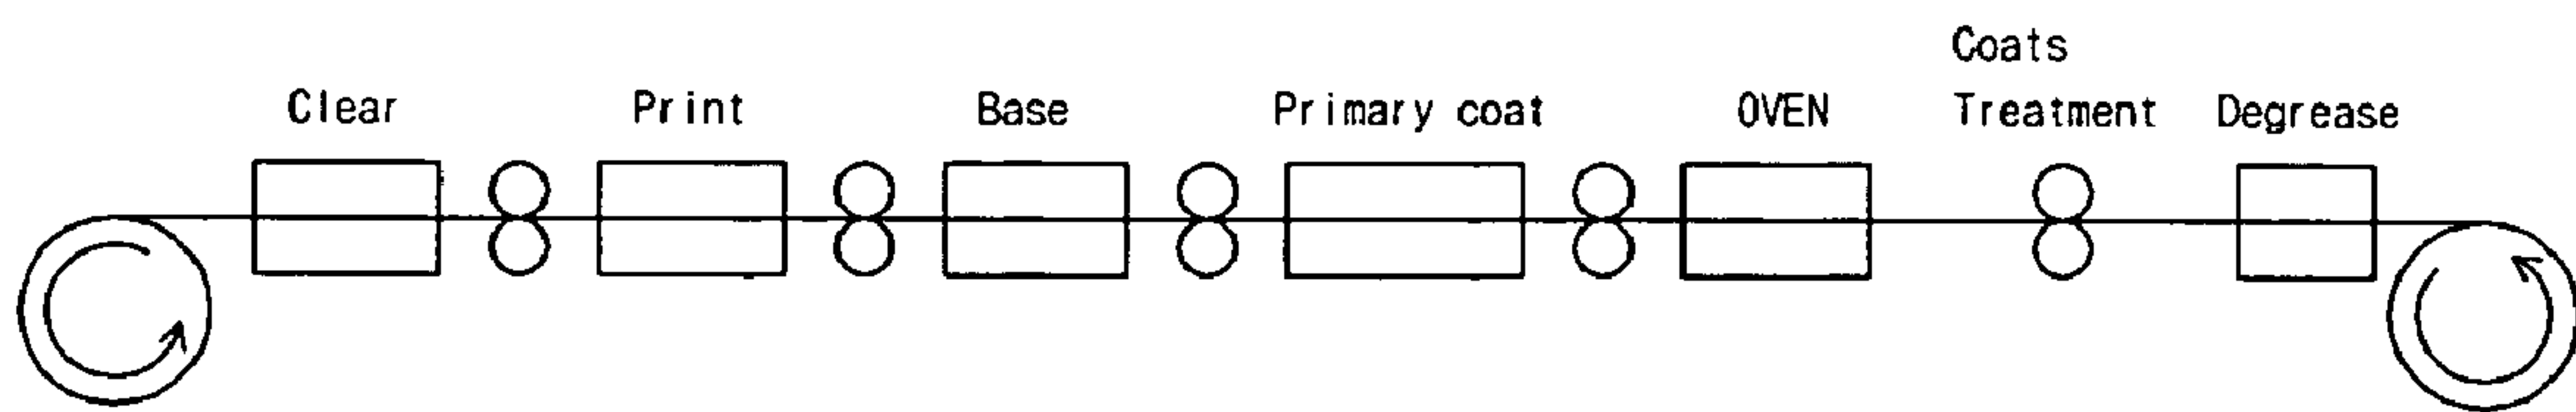 Clear
Print
Base
Primary coat
OVEN
Coats
Treatment
Degrease